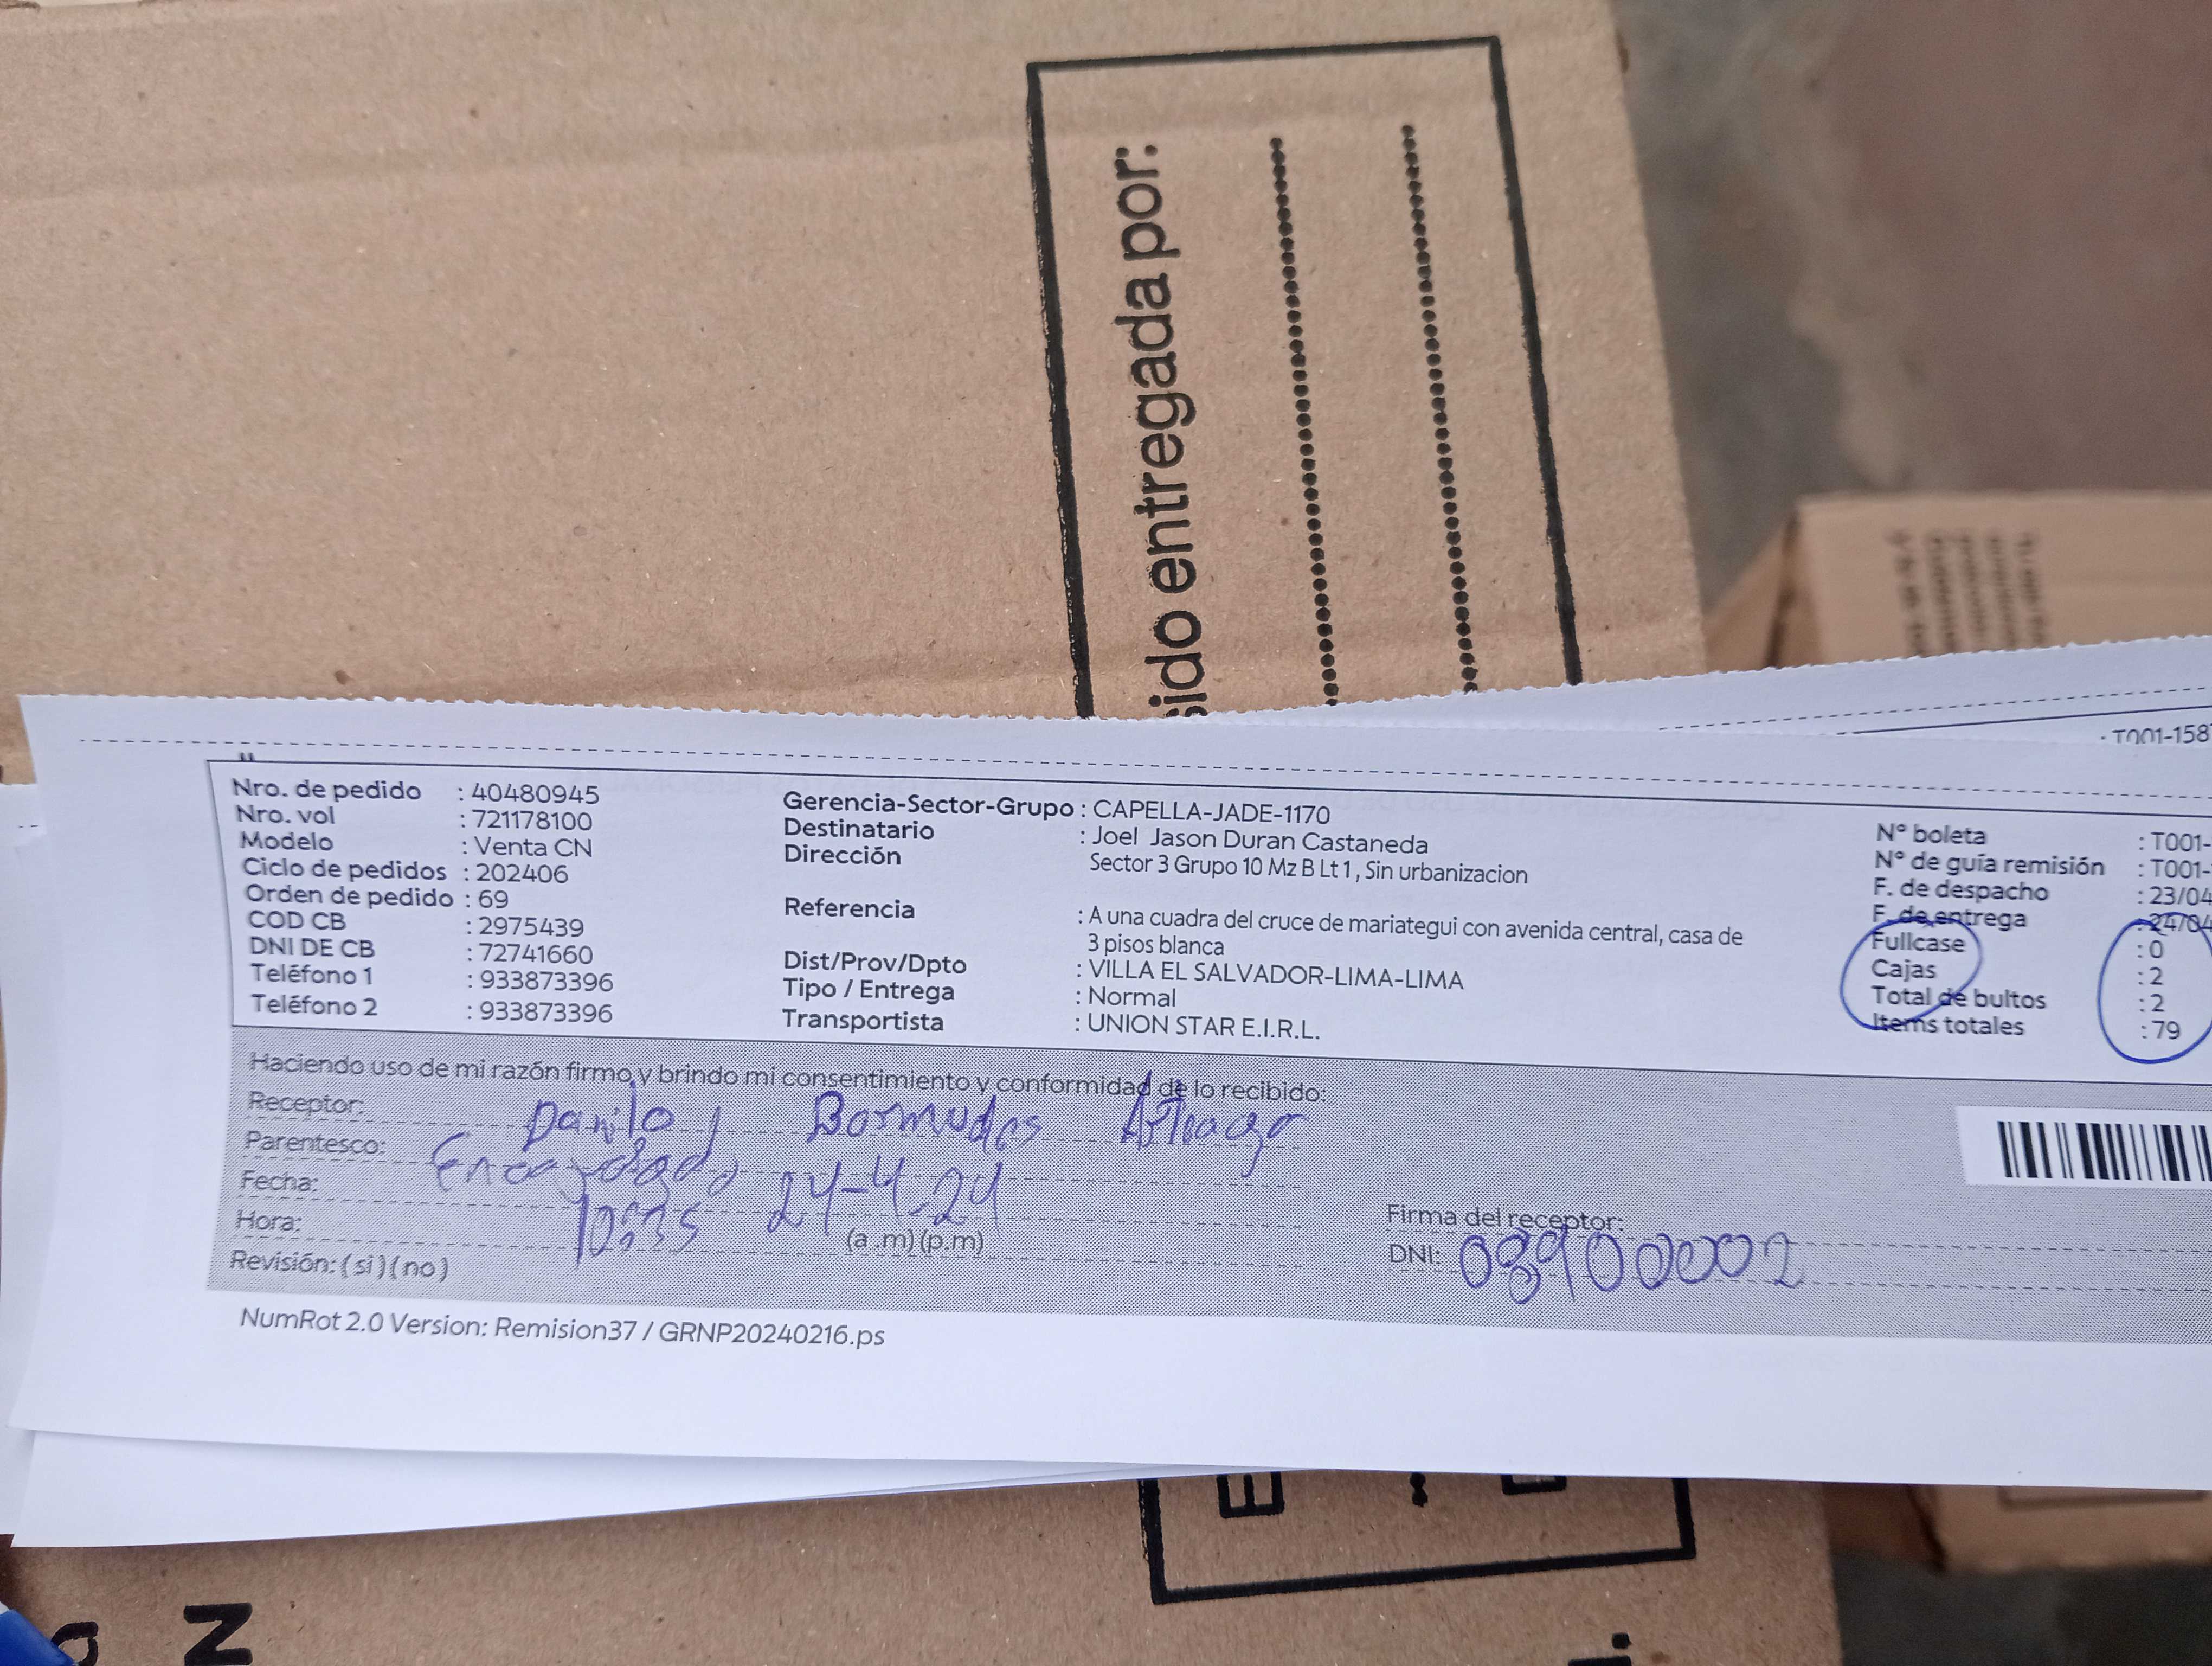 sido entregada por:
T001-158
Nro. de pedido : 40480945
Nro. vol : 721178100
Modelo : Venta CN
Ciclo de pedidos : 202406
Orden de pedido : 69
COD CB : 2975439
DNI DE CB : 72741660
Teléfono 1 : 933873396
Teléfono 2 : 933873396
Gerencia-Sector-Grupo : CAPELLA-JADE-1170
Destinatario : Joel Jason Duran Castaneda
Dirección Sector 3 Grupo 10 Mz B Lt 1 , Sin urbanizacion
Referencia : A una cuadra del cruce de mariategui con avenida central, casa de
3 pisos blanca
Dist/Prov/Dpto : VILLA EL SALVADOR-LIMA-LIMA
Tipo / Entrega : Normal
Transportista : UNION STAR E.I.R.L.
N° boleta : T001-
N° de guía remisión : T001-
F. de despacho : 23/04
F. de entrega : 24/04
Fullcase : 0
Cajas : 2
Total de bultos : 2
Items totales : 79
Haciendo uso de mi razón firmo y brindo mi consentimiento y conformidad de lo recibido:
Receptor: Danilo
Parentesco: Encargado
Fecha: 24-4-24
Hora: 10:35 (a .m) (p.m)
Revisión: ( si ) ( no )
Firma del receptor:
DNI: 08900002
NumRot 2.0 Version: Remision37 / GRNP20240216.ps
N